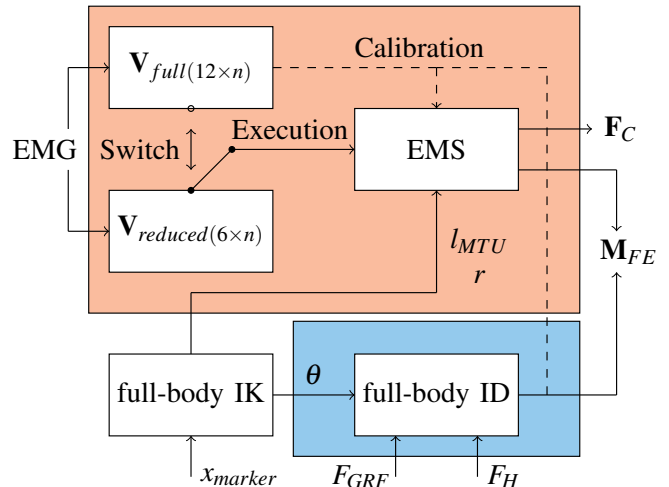 V_full(12×n)
Calibration
EMG
Switch
Execution
EMS
F_C
V_reduced(6×n)
l_MTU
r
M_FE
full-body IK
θ
full-body ID
x_marker
F_GRF
F_H